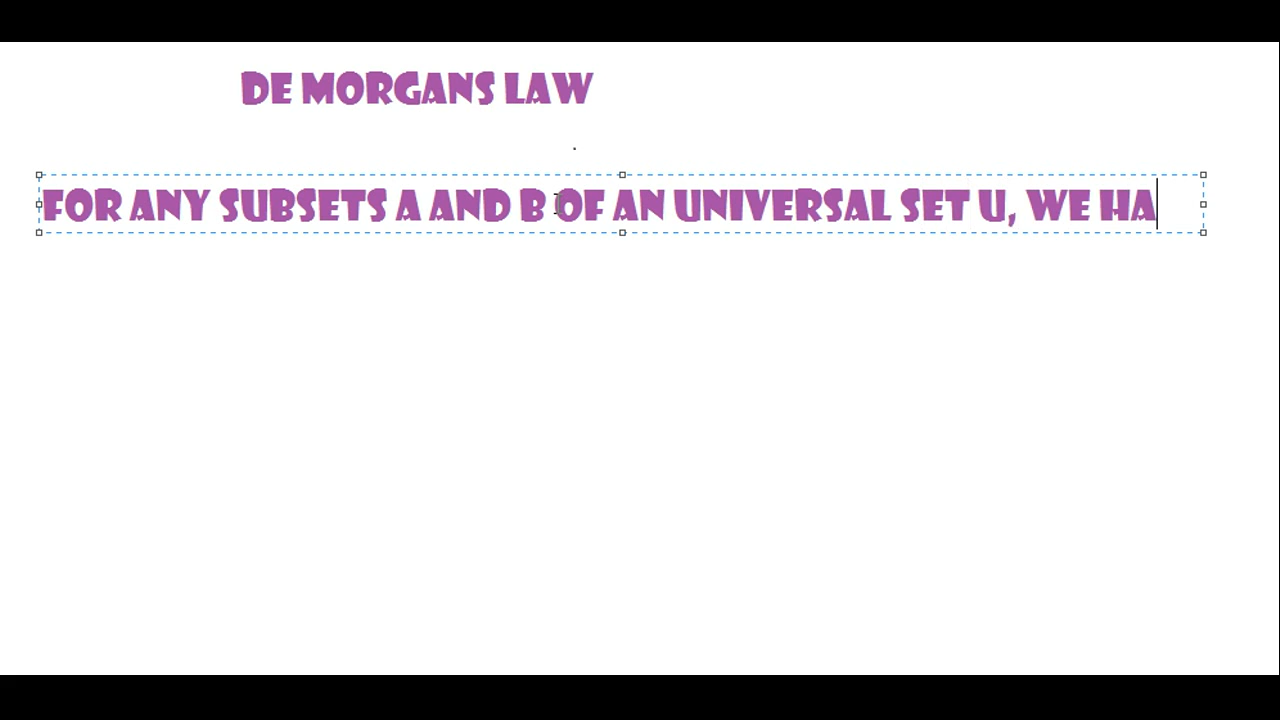 DE MORGANS LAW
FOR ANY SUBSETS A AND B OF AN UNIVERSAL SET U, WE HA